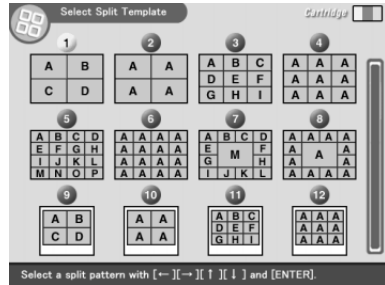 Select Split Template
Cartridge
1 2 3 4
A B A A A B C A A A
C D A A D E F A A A
G H I A A A
5 6 7 8
A B C D A A A A A B C D A A A A
E F G H A A A A E M F A A A
I J K L A A A A G H A A
M N O P A A A A I J K L A A A A
9 10 11 12
A B A A A B C A A A
C D A A D E F A A A
G H I A A A
Select a split pattern with [←][→][↑][↓] and [ENTER].